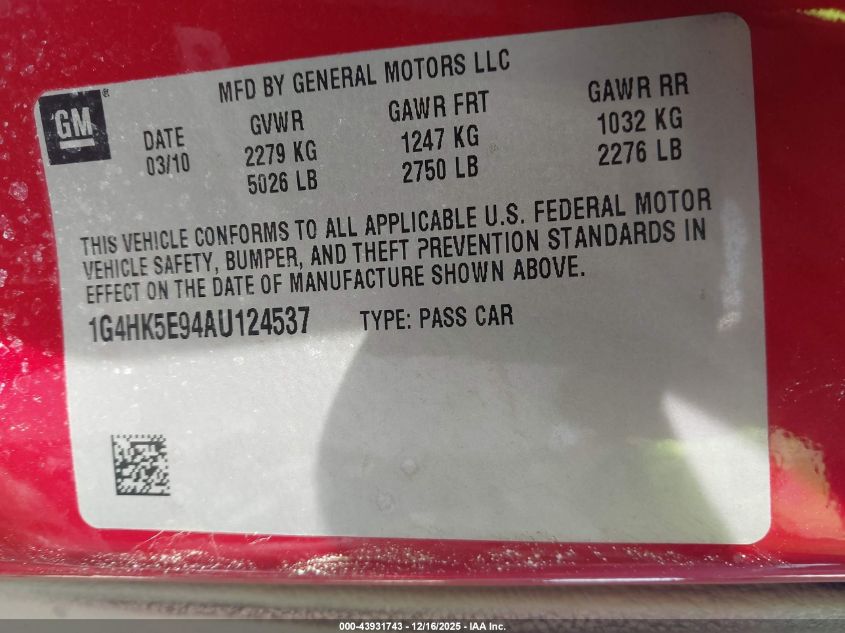 MFD BY GENERAL MOTORS LLC
GM®
DATE GVWR GAWR FRT GAWR RR
03/10 2279 KG 1247 KG 1032 KG
5026 LB 2750 LB 2276 LB
THIS VEHICLE CONFORMS TO ALL APPLICABLE U.S. FEDERAL MOTOR
VEHICLE SAFETY, BUMPER, AND THEFT PREVENTION STANDARDS IN
EFFECT ON THE DATE OF MANUFACTURE SHOWN ABOVE.
1G4HK5E94AU124537 TYPE: PASS CAR
000-43931743 - 12/16/2025 - IAA Inc.